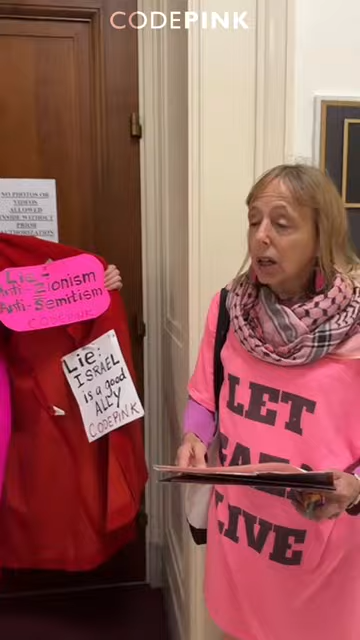 CODEPINK
NO PHOTOS OR
VIDEOS
ALLOWED
INSIDE WITHOUT
PRIOR
AUTHORIZATION
Lie:
Anti-Zionism
Anti-Semitism
CODEPINK
Lie:
ISRAEL
is a good
ALLY
CODEPINK
LET
LIVE